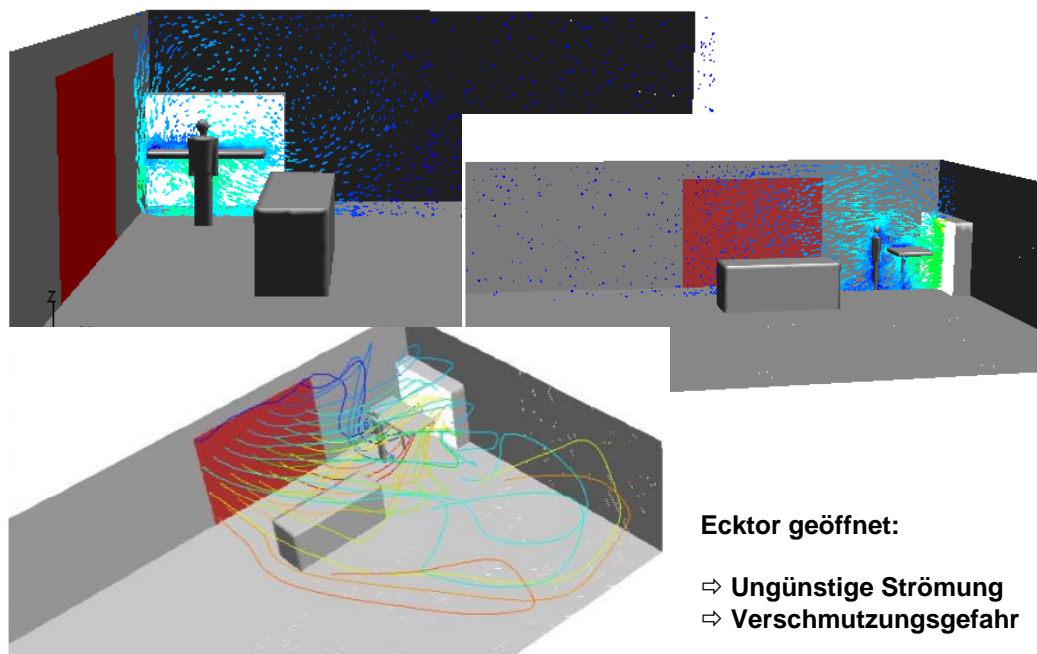 Z
Ecktor geöffnet:
⇨ Ungünstige Strömung
⇨ Verschmutzungsgefahr